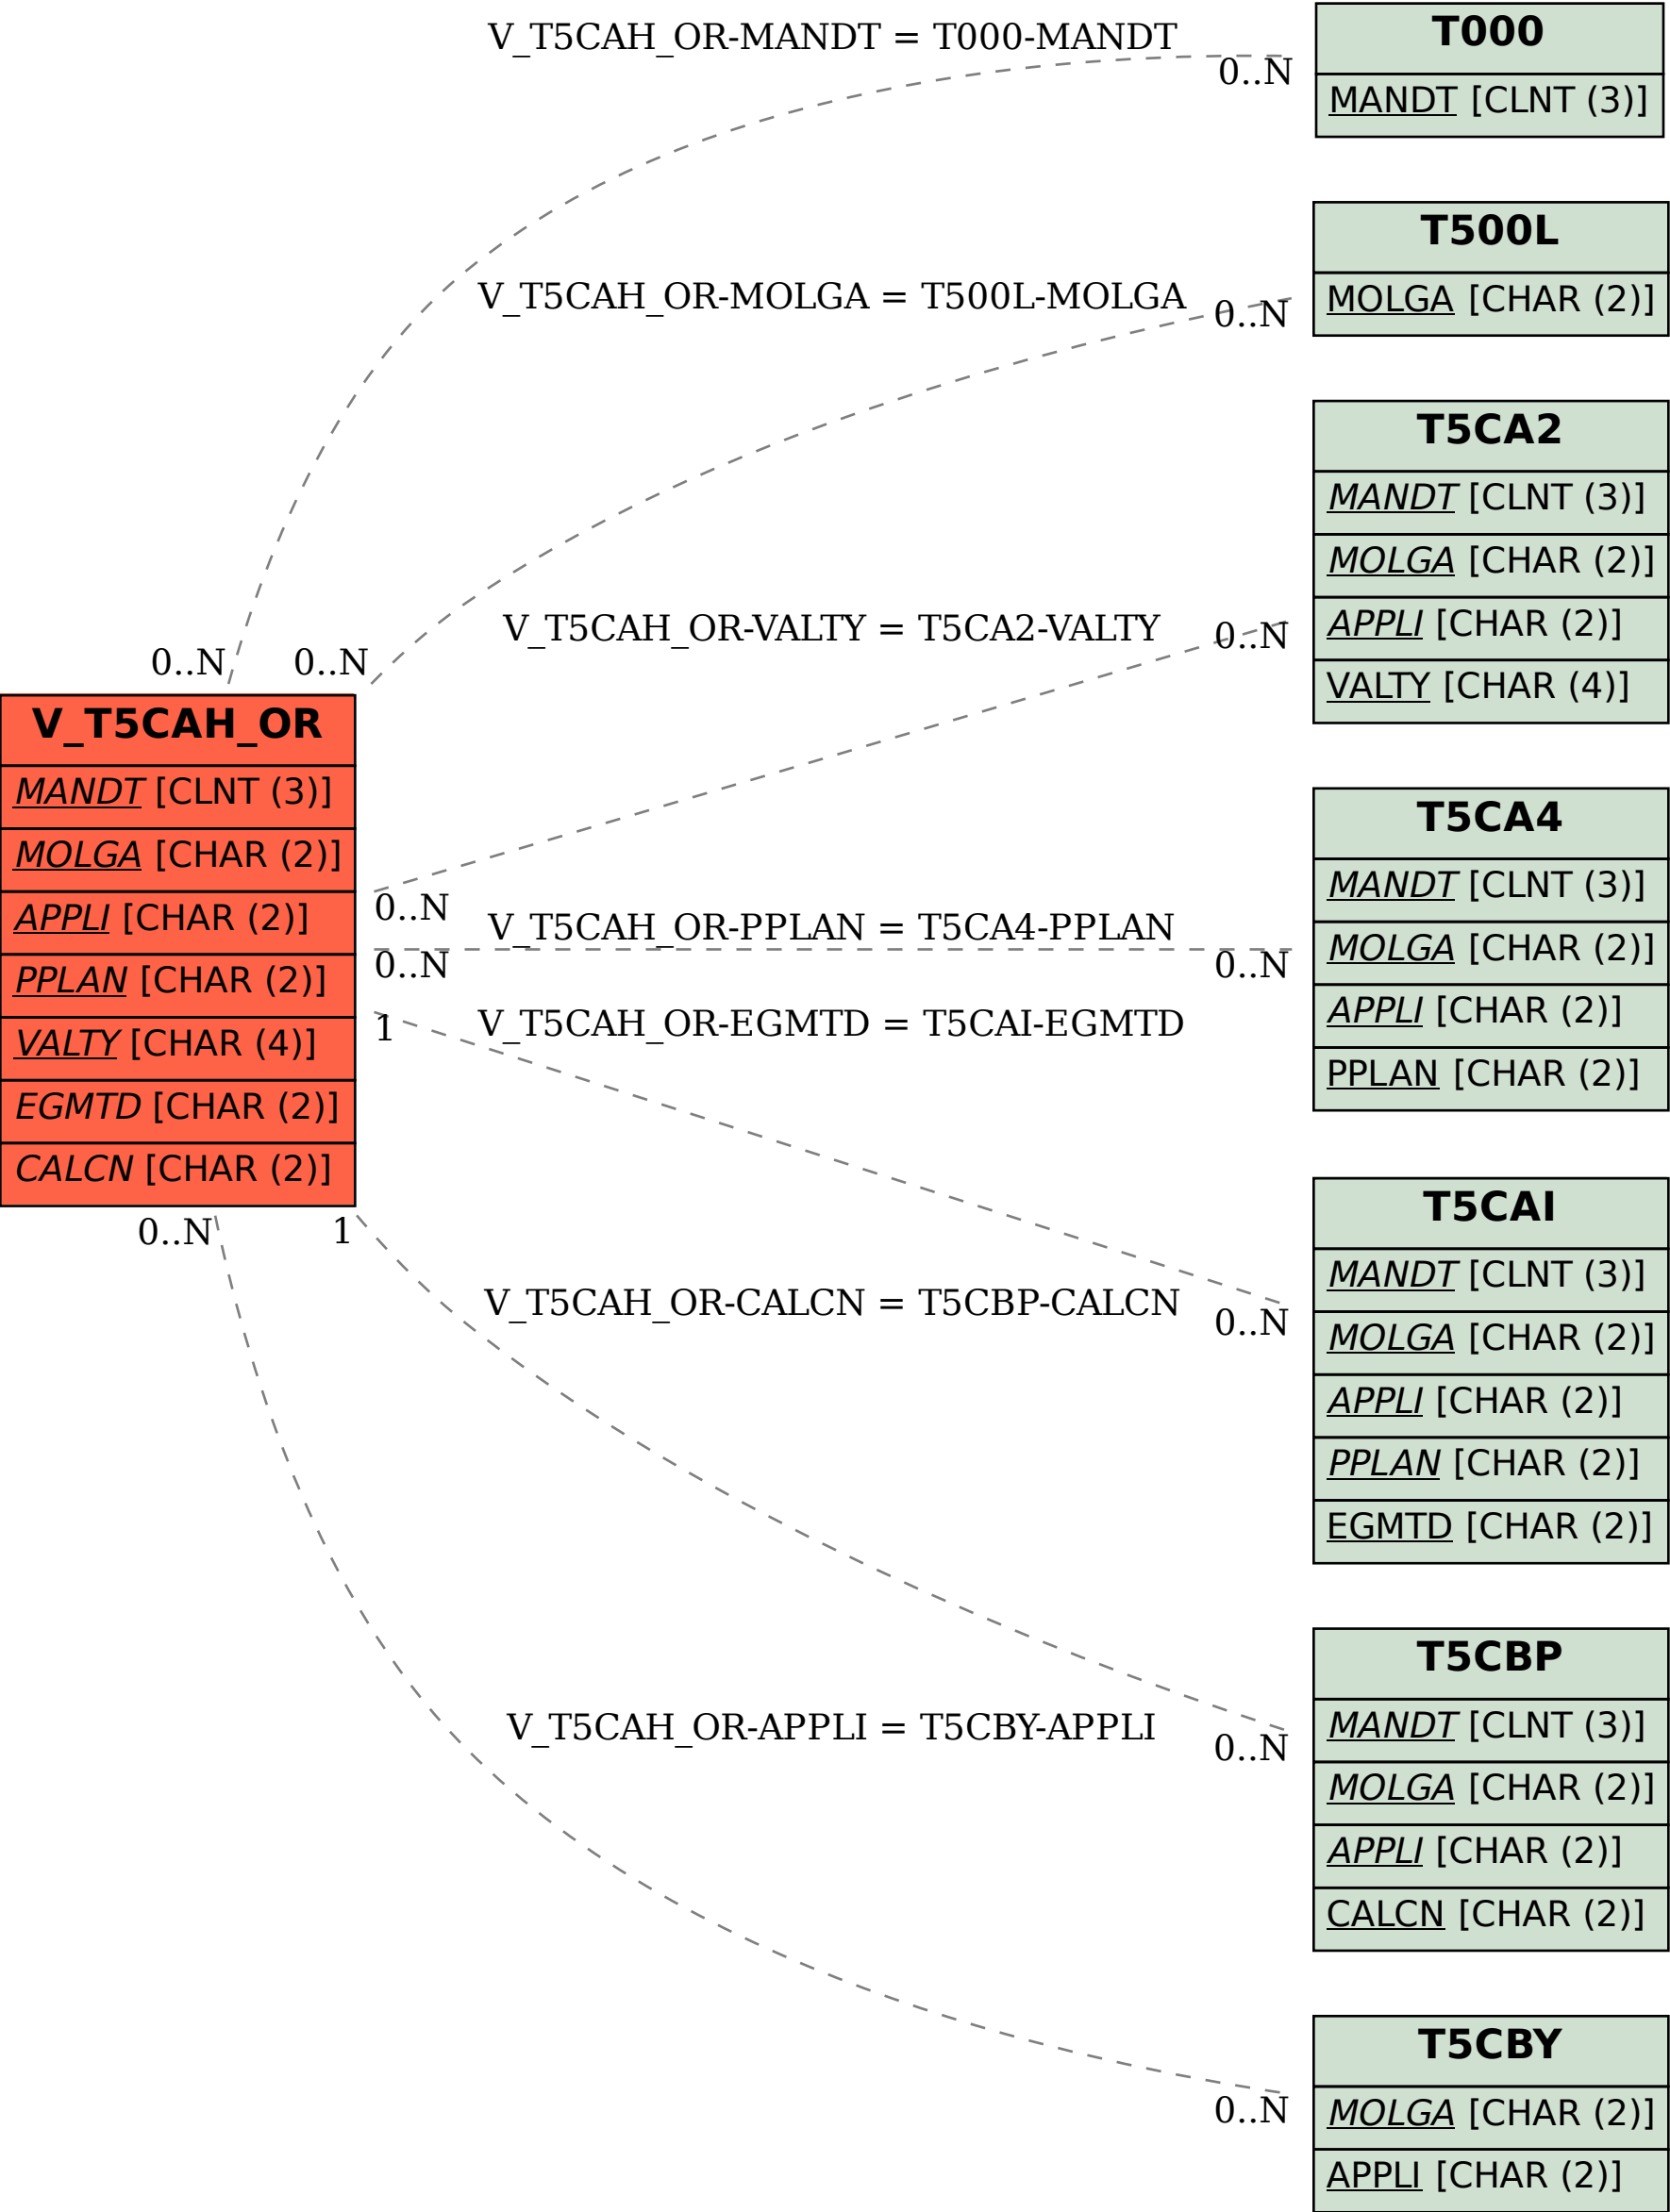 V_T5CAH_OR-MANDT = T000-MANDT
0..N
T000
MANDT [CLNT (3)]
V_T5CAH_OR-MOLGA = T500L-MOLGA
0..N
T500L
MOLGA [CHAR (2)]
V_T5CAH_OR-VALTY = T5CA2-VALTY
0..N
T5CA2
MANDT [CLNT (3)]
MOLGA [CHAR (2)]
APPLI [CHAR (2)]
VALTY [CHAR (4)]
0..N
0..N
V_T5CAH_OR
MANDT [CLNT (3)]
MOLGA [CHAR (2)]
APPLI [CHAR (2)]
PPLAN [CHAR (2)]
VALTY [CHAR (4)]
EGMTD [CHAR (2)]
CALCN [CHAR (2)]
0..N
V_T5CAH_OR-PPLAN = T5CA4-PPLAN
0..N
0..N
T5CA4
MANDT [CLNT (3)]
MOLGA [CHAR (2)]
APPLI [CHAR (2)]
PPLAN [CHAR (2)]
1
V_T5CAH_OR-EGMTD = T5CAI-EGMTD
0..N
T5CAI
MANDT [CLNT (3)]
MOLGA [CHAR (2)]
APPLI [CHAR (2)]
PPLAN [CHAR (2)]
EGMTD [CHAR (2)]
0..N
1
V_T5CAH_OR-CALCN = T5CBP-CALCN
0..N
T5CBP
MANDT [CLNT (3)]
MOLGA [CHAR (2)]
APPLI [CHAR (2)]
CALCN [CHAR (2)]
V_T5CAH_OR-APPLI = T5CBY-APPLI
0..N
T5CBY
MOLGA [CHAR (2)]
APPLI [CHAR (2)]